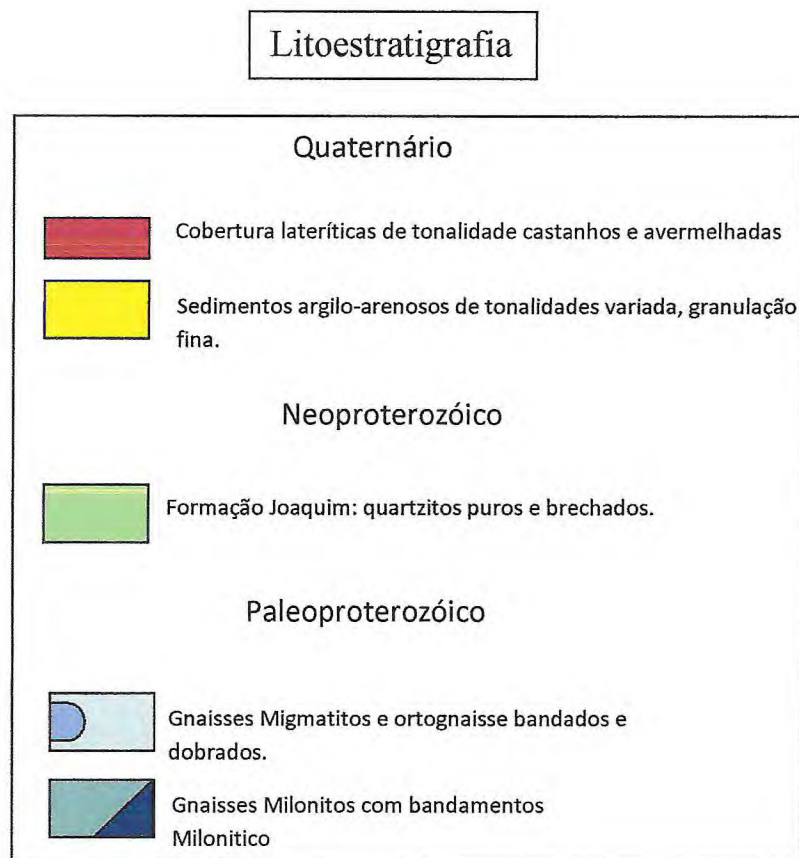 Litoestratigrafia
Quaternário
Cobertura lateríticas de tonalidade castanhos e avermelhadas
Sedimentos argilo-arenosos de tonalidades variada, granulação
fina.
Neoproterozóico
Formação Joaquim: quartzitos puros e brechados.
Paleoproterozóico
Gnaisses Migmatitos e ortognaisse bandados e
dobrados.
Gnaisses Milonitos com bandamentos
Milonitico